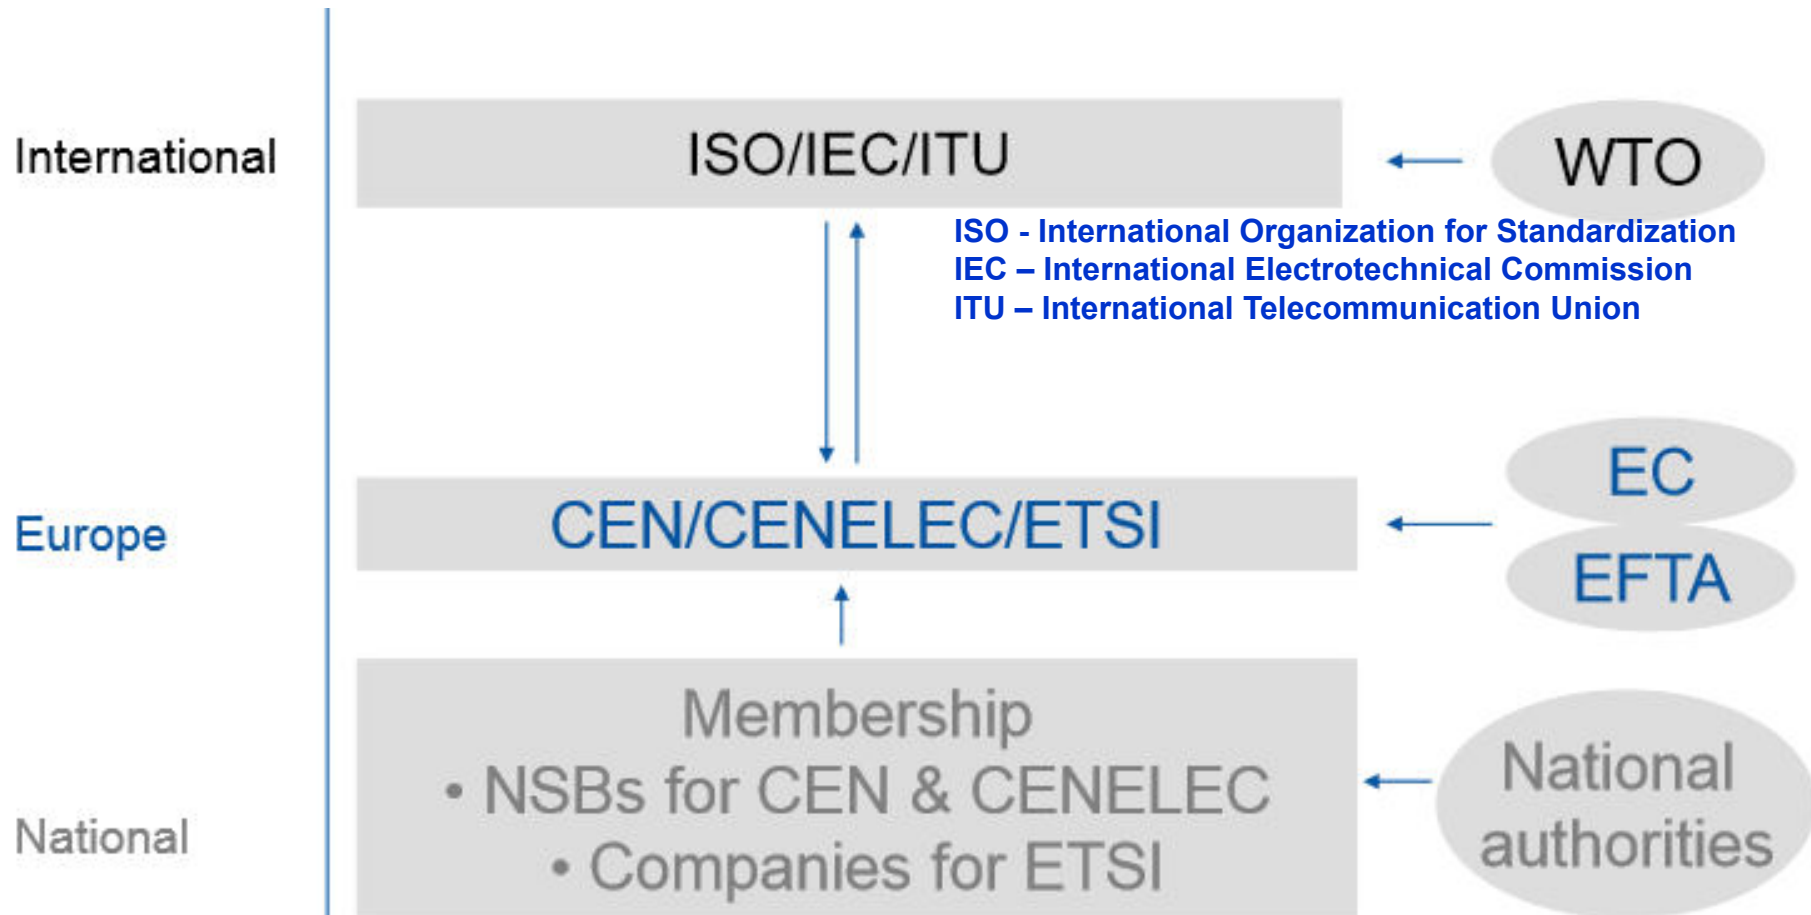 International
ISO/IEC/ITU
WTO
ISO - International Organization for Standardization
IEC – International Electrotechnical Commission
ITU – International Telecommunication Union
Europe
CEN/CENELEC/ETSI
EC
EFTA
National
Membership
• NSBs for CEN & CENELEC
• Companies for ETSI
National
authorities